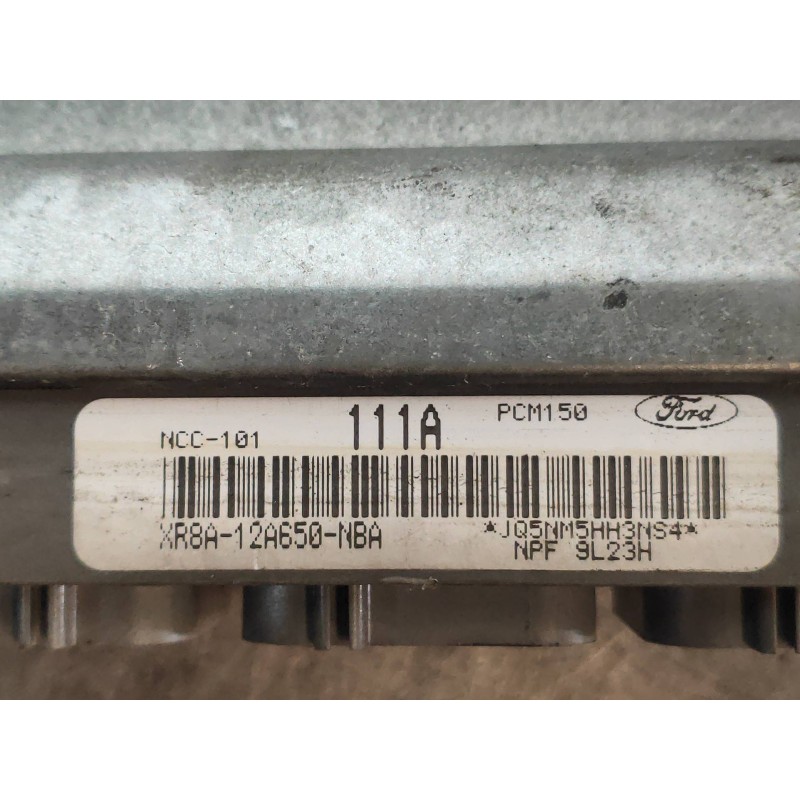 NCC-101 111A PCM150 Ford
XR8A-12A650-NBA *JQ5NM5HH3NS4*
NPF 9L23H